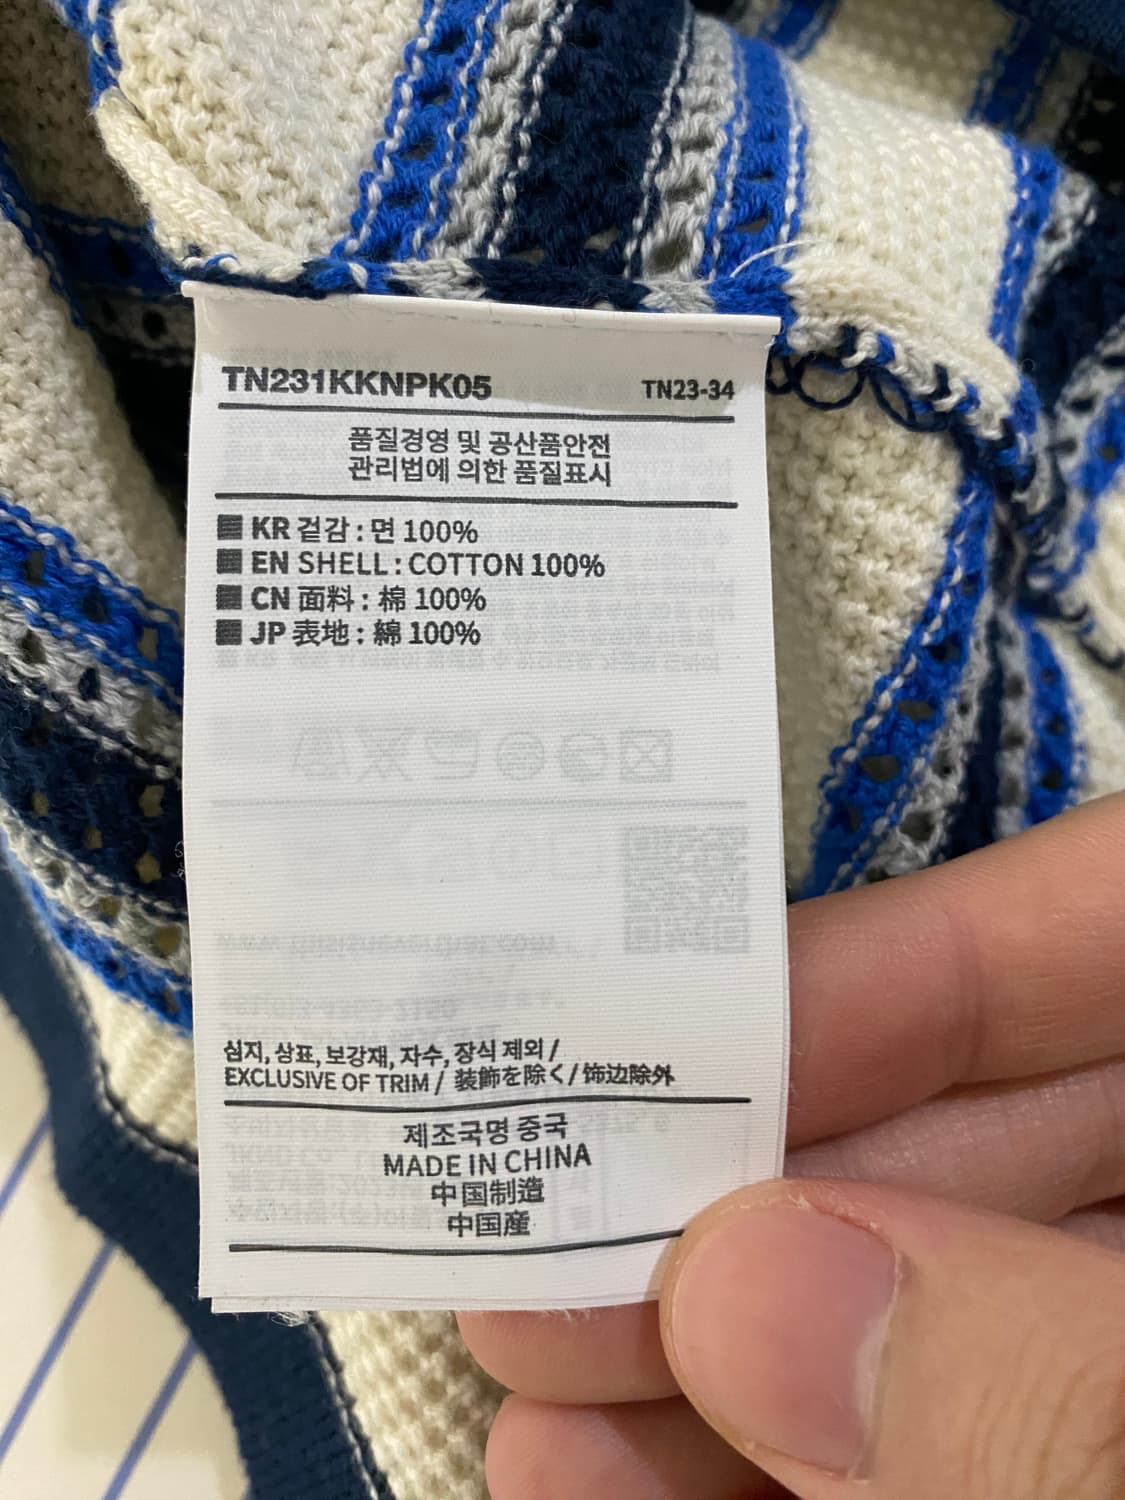 TN231KKNPK05
TN23-34
품질경영 및 공산품안전
관리법에 의한 품질표시
KR 겉감 : 면 100%
EN SHELL : COTTON 100%
CN 面料 : 棉 100%
JP 表地 : 綿 100%
심지, 상표, 보강재, 자수, 장식 제외 /
EXCLUSIVE OF TRIM / 装飾を除く / 饰边除外
제조국명 중국
MADE IN CHINA
中国制造
中国産